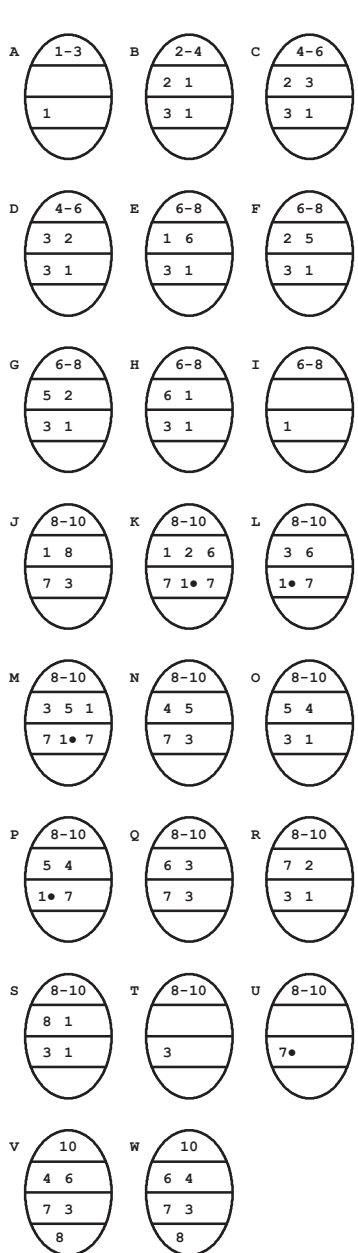 A 1-3 B 2-4 C 4-6
2 1 2 3
1 3 1 3 1
D 4-6 E 6-8 F 6-8
3 2 1 6 2 5
3 1 3 1 3 1
G 6-8 H 6-8 I 6-8
5 2 6 1
3 1 3 1 1
J 8-10 K 8-10 L 8-10
1 8 1 2 6 3 6
7 3 7 1• 7 1• 7
M 8-10 N 8-10 O 8-10
3 5 1 4 5 5 4
7 1• 7 7 3 3 1
P 8-10 Q 8-10 R 8-10
5 4 6 3 7 2
1• 7 7 3 3 1
S 8-10 T 8-10 U 8-10
8 1
3 1 3 7•
V 10 W 10
4 6 6 4
7 3 7 3
8 8